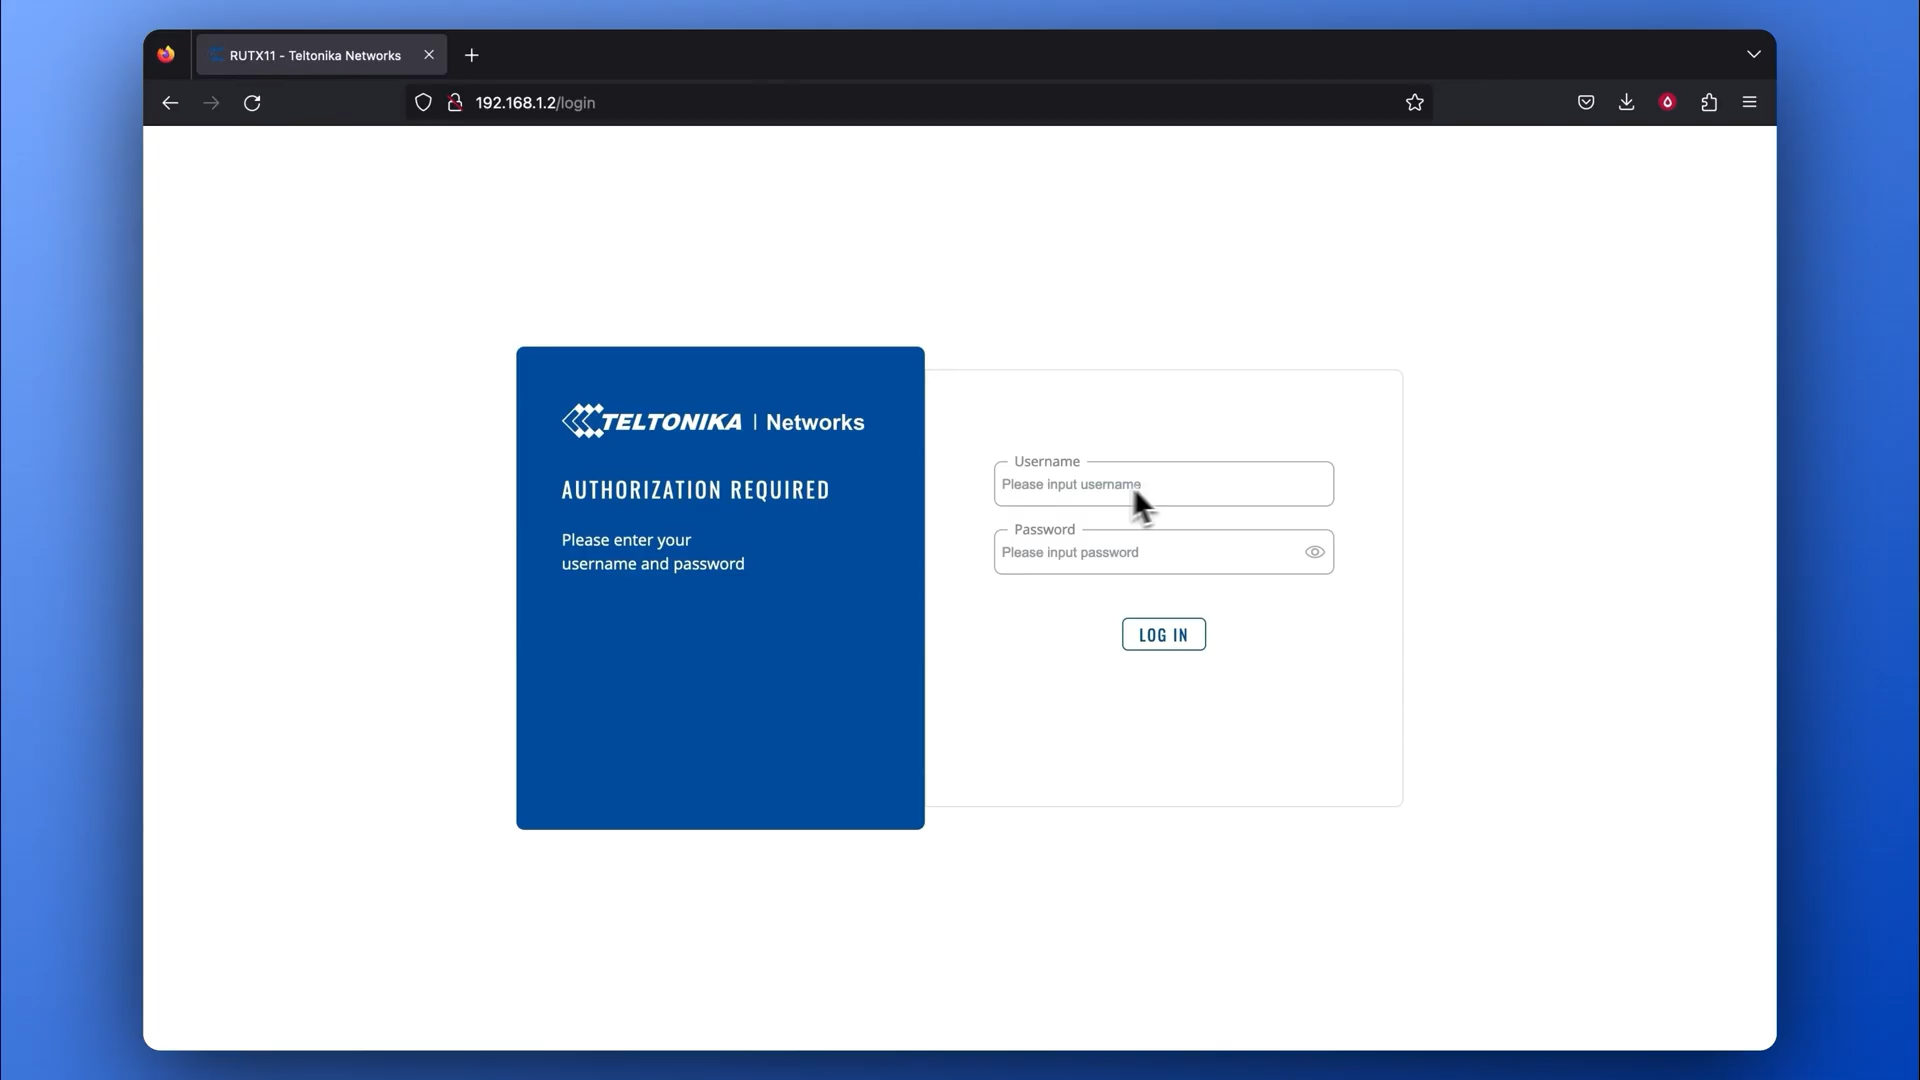 RUTX11 - Teltonika Networks
192.168.1.2/login
TELTONIKA | Networks
AUTHORIZATION REQUIRED
Please enter your
username and password
Username
Please input username
Password
Please input password
LOG IN